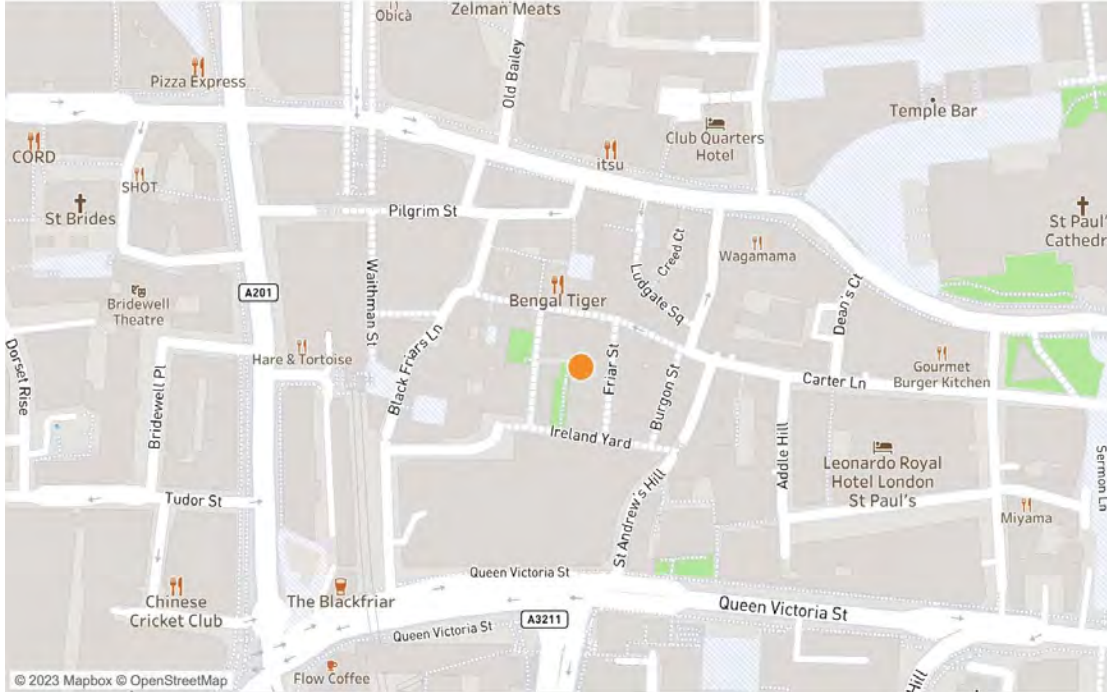 Obicà
Zelman Meats
Pizza Express
Old Bailey
Temple Bar
Club Quarters
Hotel
CORD
itsu
SHOT
St Brides
Pilgrim St
St Paul'
Cathedr
Creed Ct
Wagamama
Waithman St
Ludgate Sq
Bridewell
Theatre
A201
Bengal Tiger
Dean's Ct
Dorset Rise
Hare & Tortoise
Black Friars Ln
Friar St
Burgon St
Gourmet
Burger Kitchen
Carter Ln
Bridewell Pl
Ireland Yard
Addle Hill
Leonardo Royal
Hotel London
St Paul's
Sermon Ln
Tudor St
St Andrew's Hill
Miyama
Queen Victoria St
Chinese
Cricket Club
The Blackfriar
Queen Victoria St
A3211
Queen Victoria St
Flow Coffee
Hill
© 2023 Mapbox © OpenStreetMap